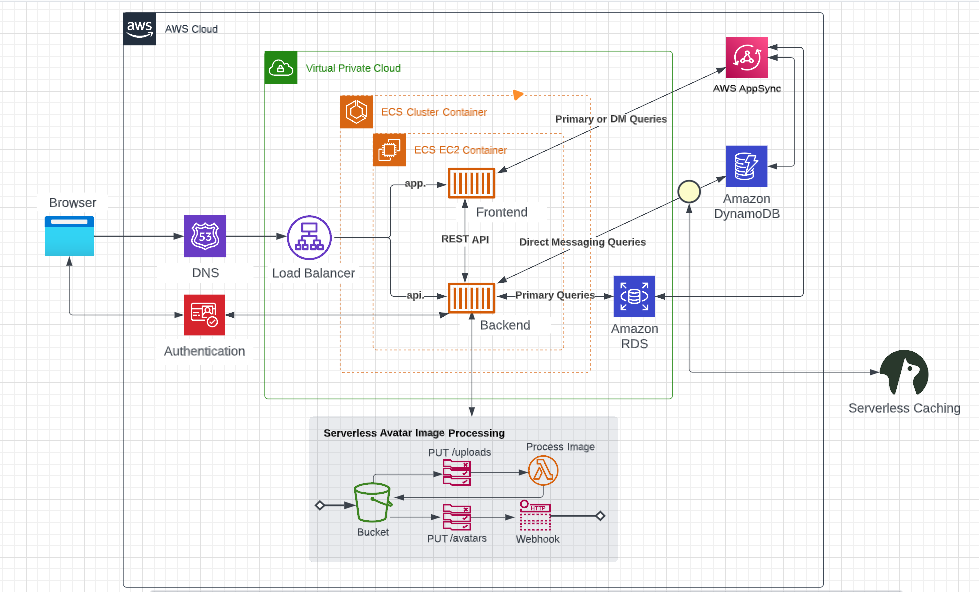 aws
AWS Cloud
Virtual Private Cloud
AWS AppSync
ECS Cluster Container
Primary or DM Queries
ECS EC2 Container
app.
Frontend
Amazon
DynamoDB
Browser
53
DNS
Load Balancer
REST API
Direct Messaging Queries
api.
Primary Queries
Backend
Amazon
RDS
Authentication
Serverless Caching
Serverless Avatar Image Processing
PUT /uploads
Process Image
Bucket
PUT /avatars
HTTP
Webhook